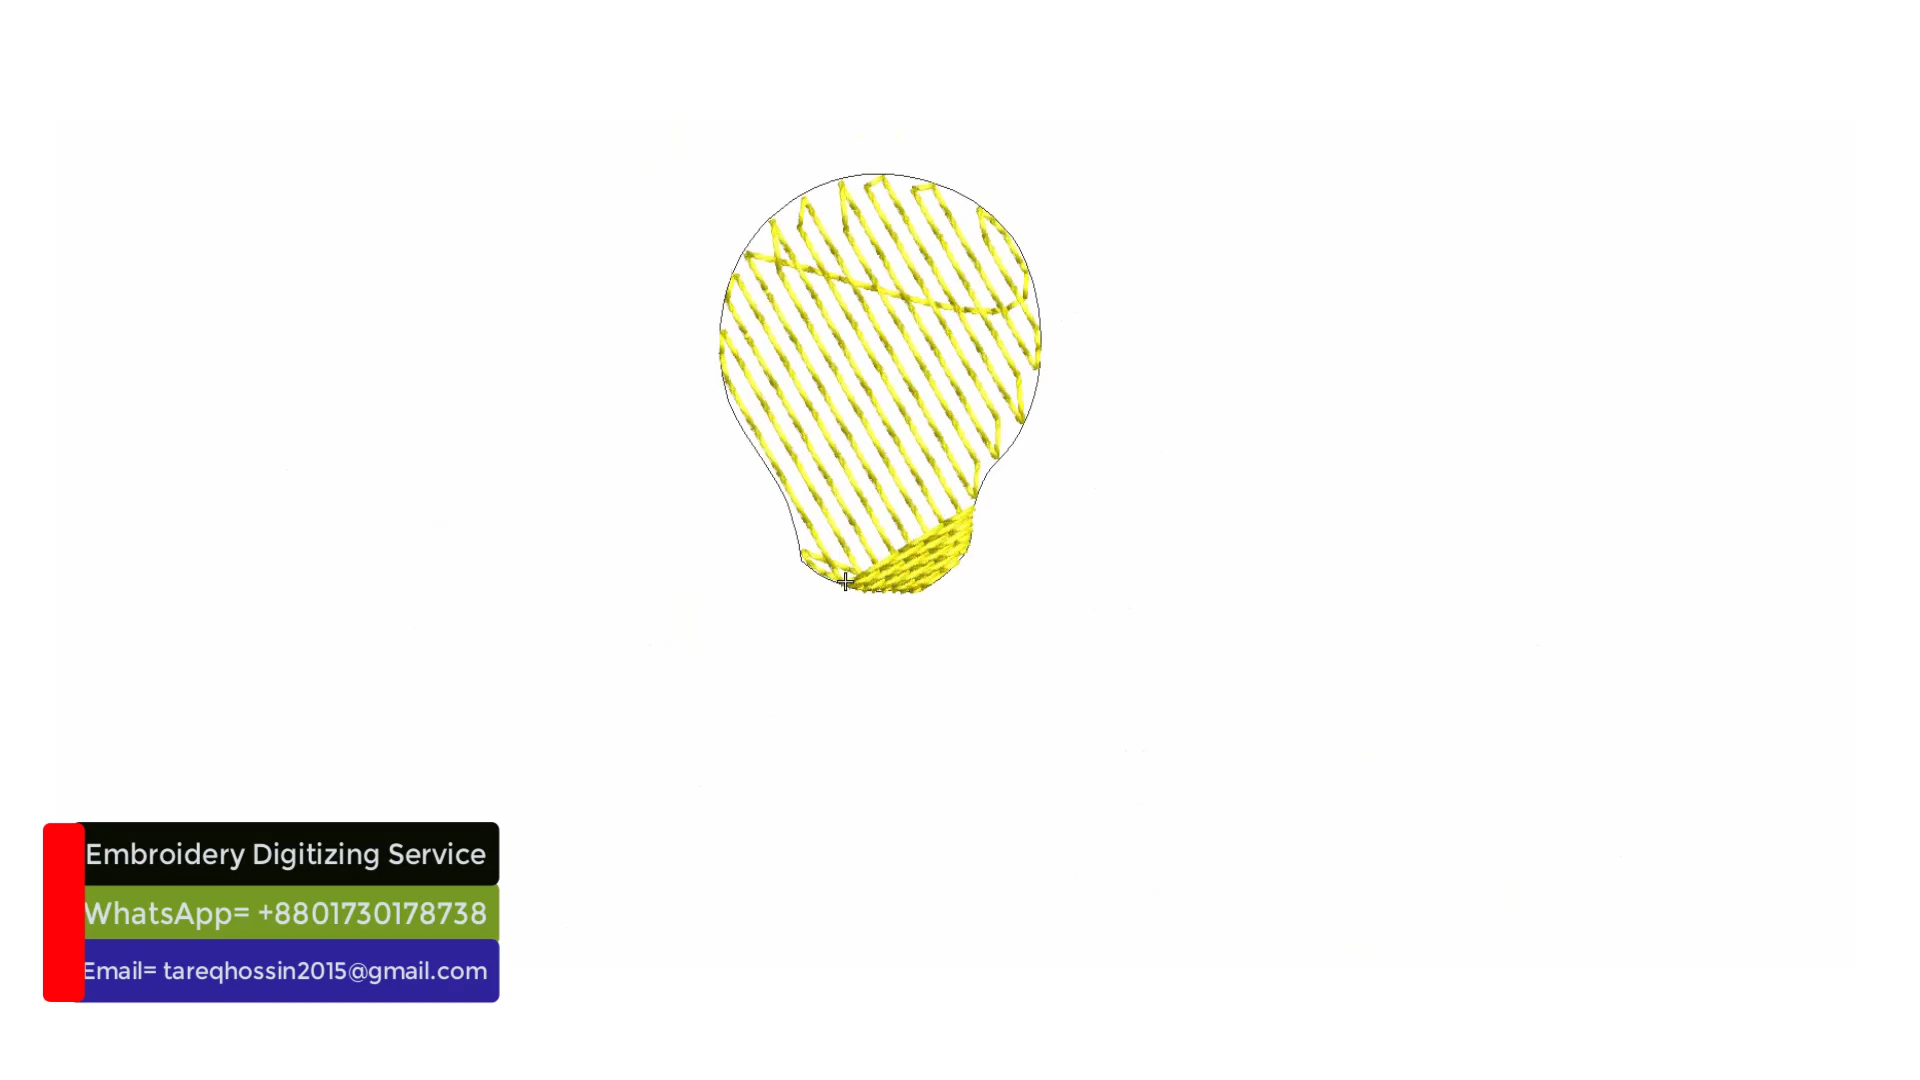 Embroidery Digitizing Service
WhatsApp= +8801730178738
Email= tareqhossin2015@gmail.com